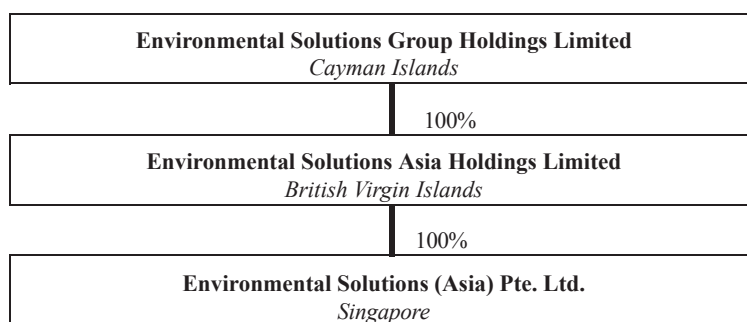 Environmental Solutions Group Holdings Limited
Cayman Islands
100%
Environmental Solutions Asia Holdings Limited
British Virgin Islands
100%
Environmental Solutions (Asia) Pte. Ltd.
Singapore